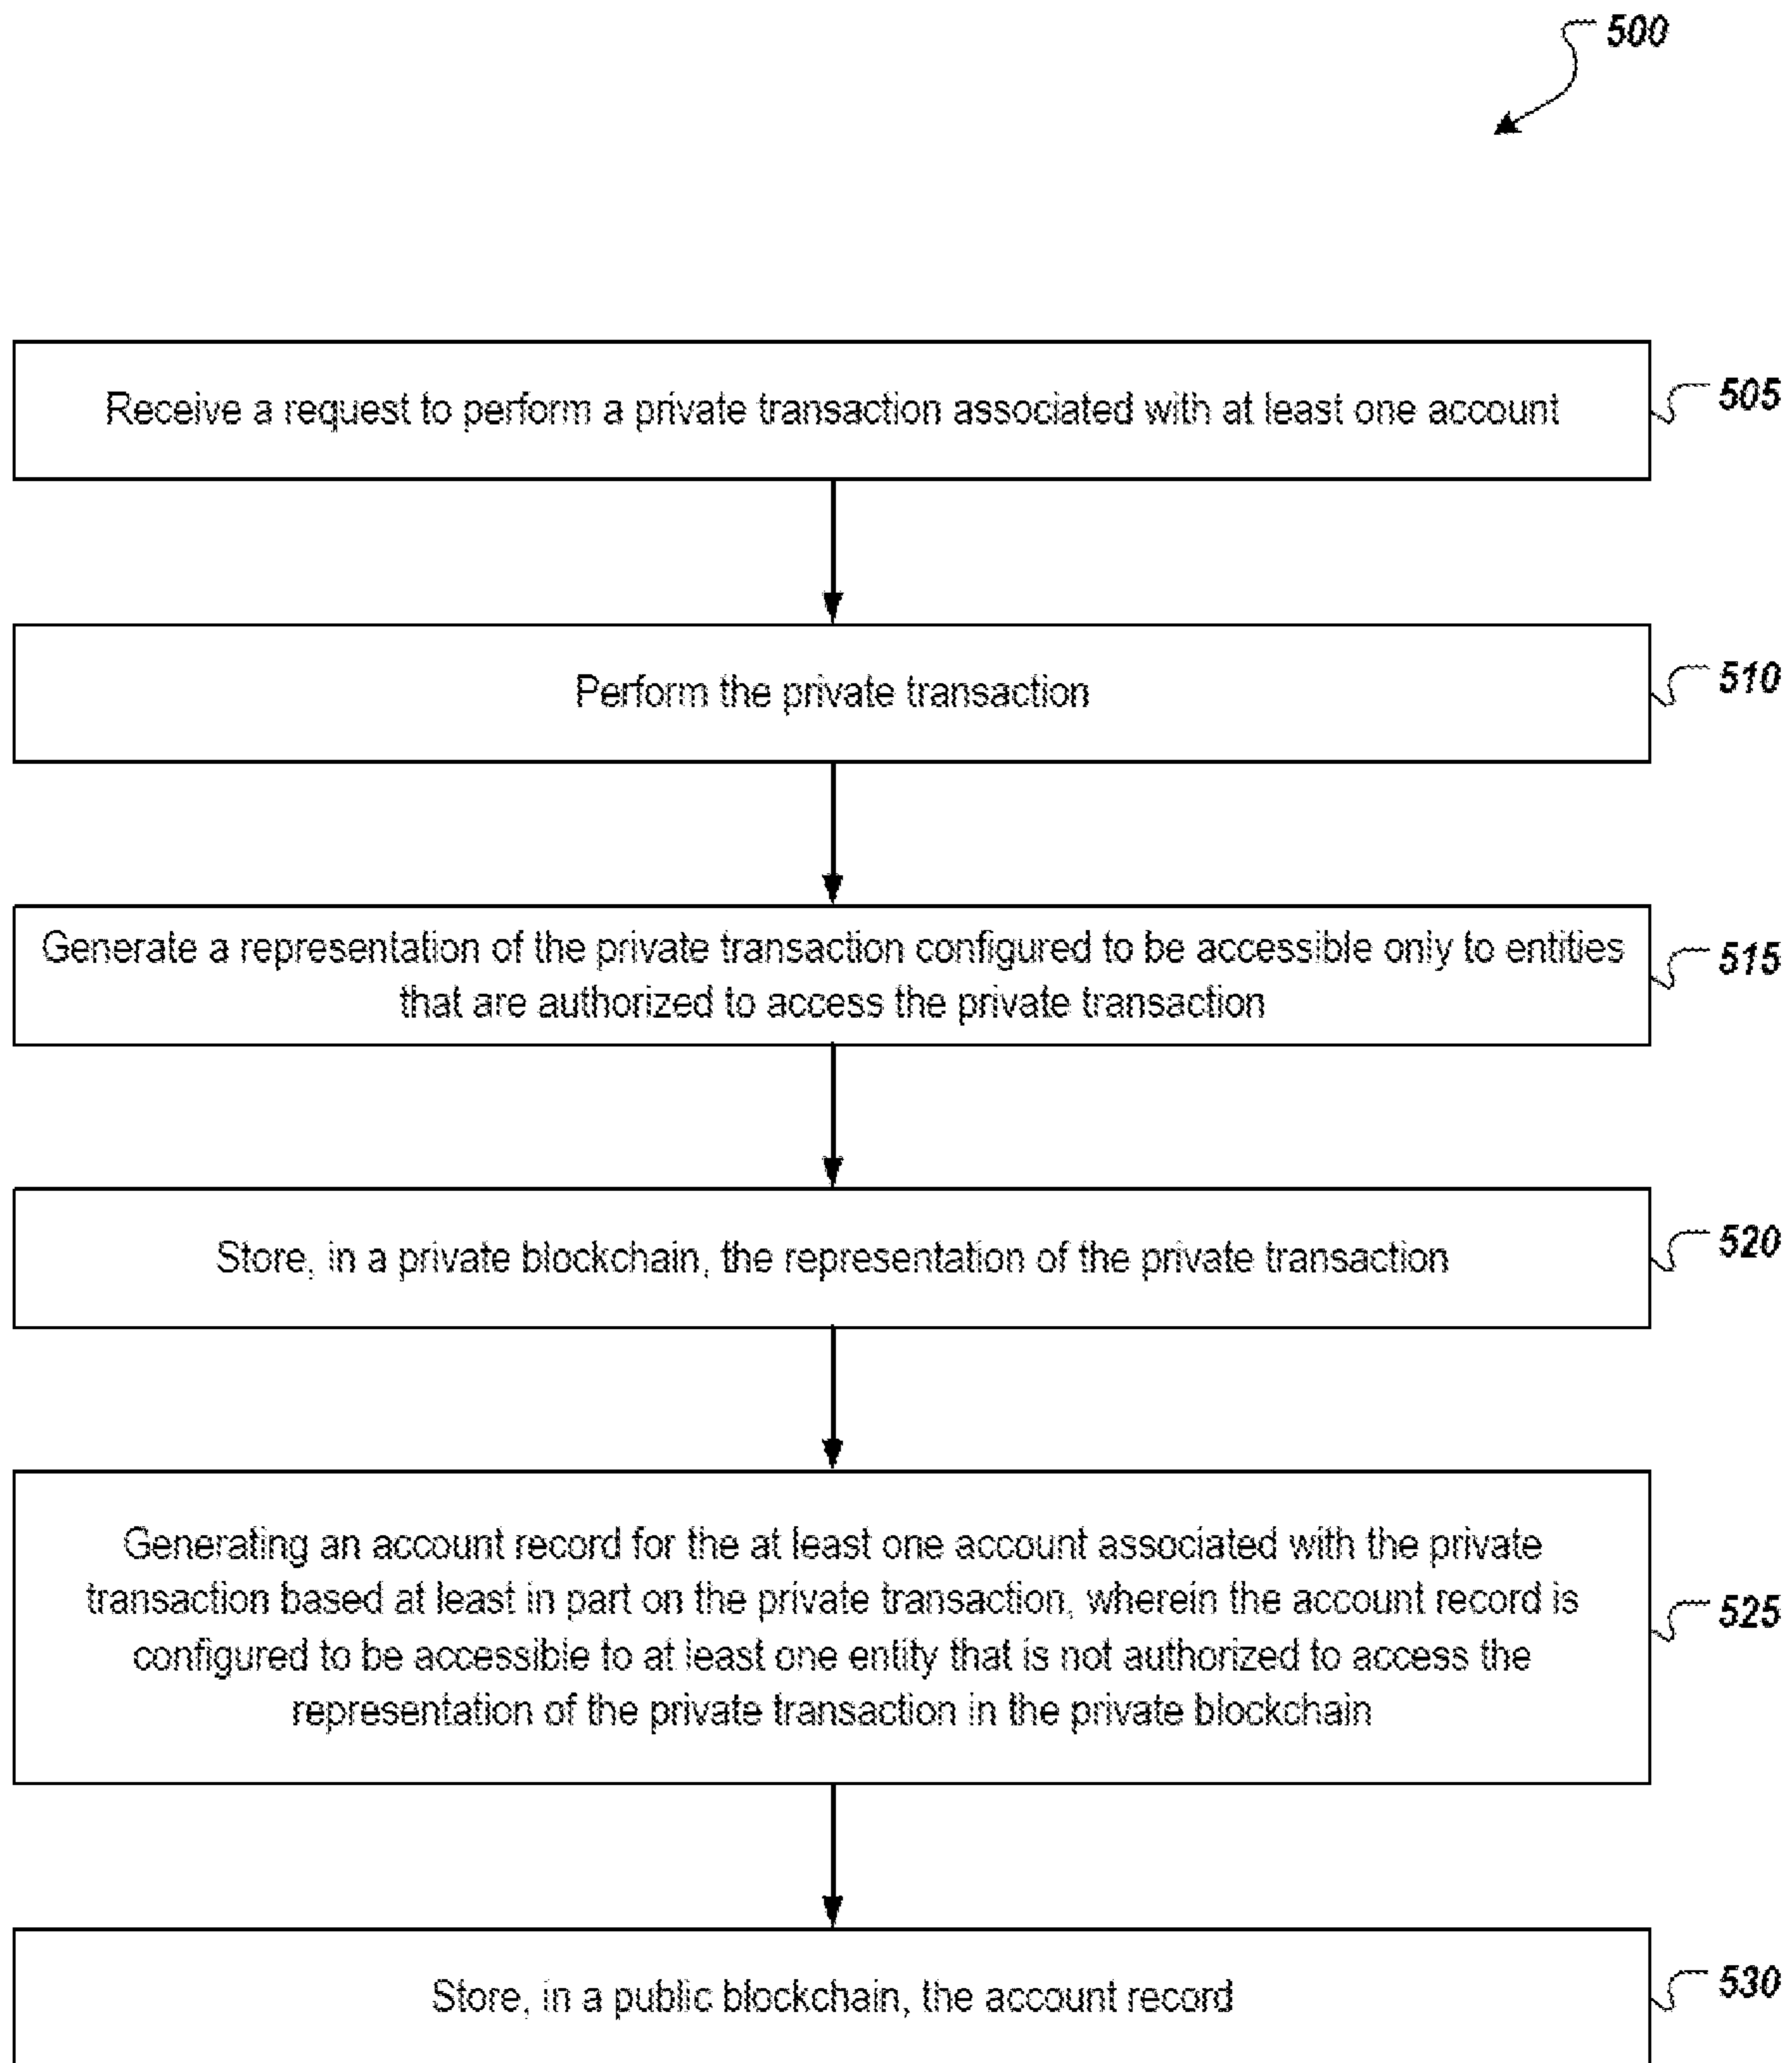 500
Receive a request to perform a private transaction associated with at least one account
505
Perform the private transaction
510
Generate a representation of the private transaction configured to be accessible only to entities
that are authorized to access the private transaction
515
Store, in a private blockchain, the representation of the private transaction
520
Generating an account record for the at least one account associated with the private
transaction based at least in part on the private transaction, wherein the account record is
configured to be accessible to at least one entity that is not authorized to access the
representation of the private transaction in the private blockchain
525
Store, in a public blockchain, the account record
530